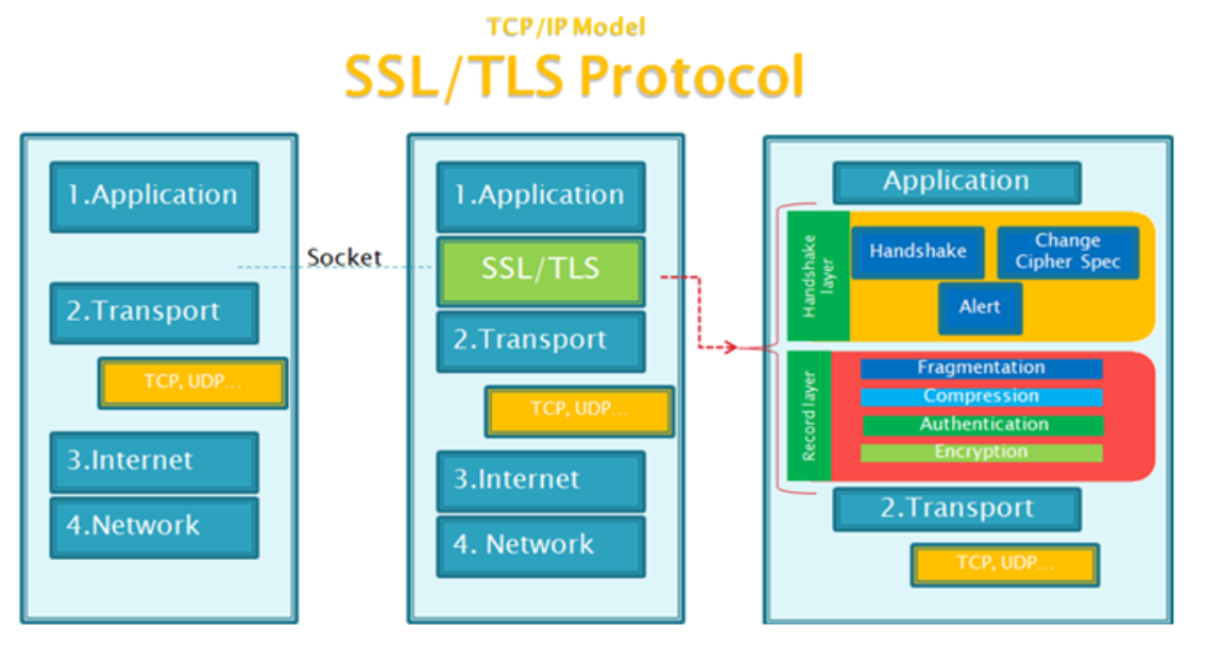 TCP/IP Model
SSL/TLS Protocol
1.Application
Socket
2.Transport
TCP, UDP...
3.Internet
4.Network
1.Application
SSL/TLS
2.Transport
TCP, UDP...
3.Internet
4. Network
Application
Handshake
layer
Handshake
Change
Cipher Spec
Alert
Record layer
Fragmentation
Compression
Authentication
Encryption
2.Transport
TCP, UDP...